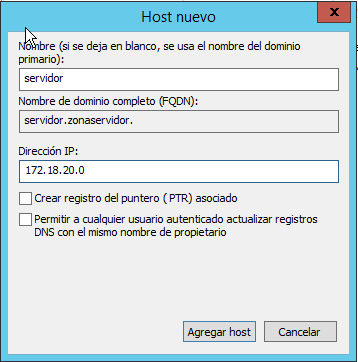 Host nuevo
x
Nombre (si se deja en blanco, se usa el nombre del dominio
primario):
servidor
Nombre de dominio completo (FQDN):
servidor.zonaservidor.
Dirección IP:
172.18.20.0
Crear registro del puntero (PTR) asociado
Permitir a cualquier usuario autenticado actualizar registros
DNS con el mismo nombre de propietario
Agregar host
Cancelar